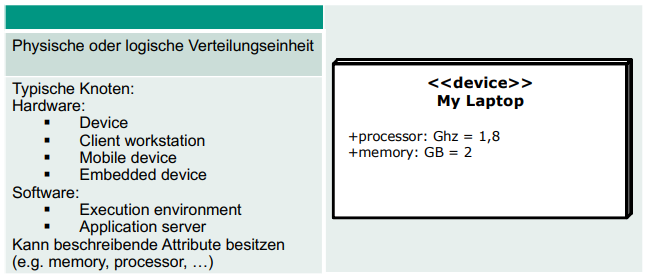 Physische oder logische Verteilungseinheit
Typische Knoten:
Hardware:
▪ Device
▪ Client workstation
▪ Mobile device
▪ Embedded device
Software:
▪ Execution environment
▪ Application server
Kann beschreibende Attribute besitzen
(e.g. memory, processor, …)
<<device>>
My Laptop
+processor: Ghz = 1,8
+memory: GB = 2